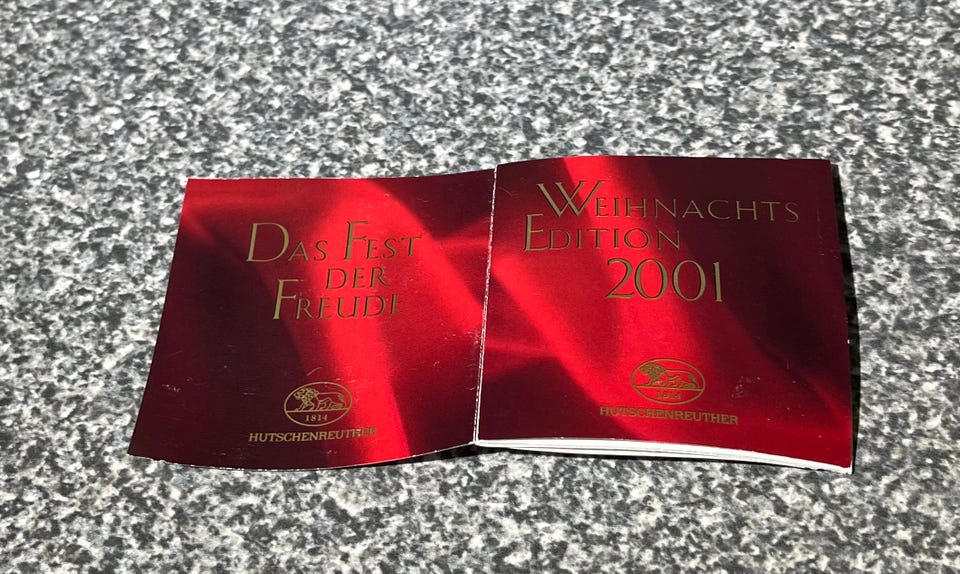 DAS FEST
DER
FREUDE
1814
HUTSCHENREUTHER
WEIHNACHTS
EDITION
2001
1814
HUTSCHENREUTHER